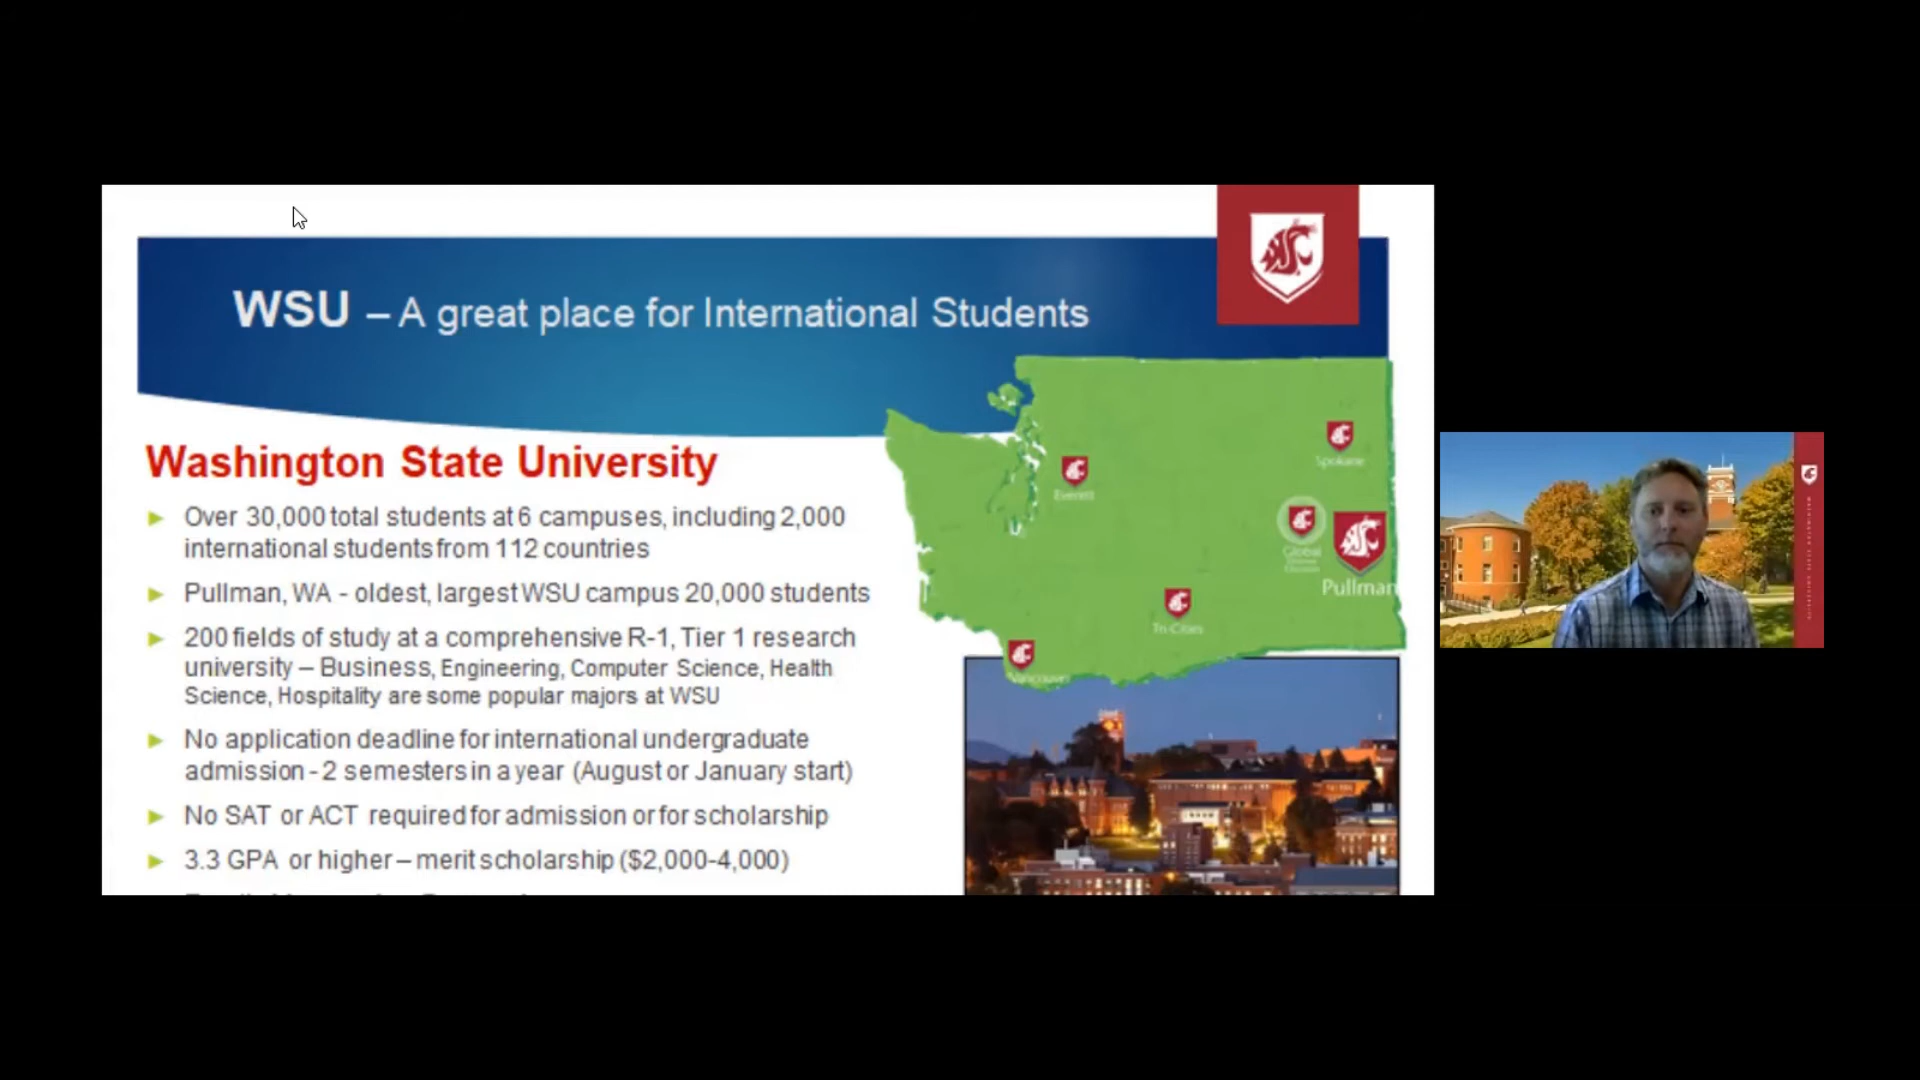 WSU – A great place for International Students
Washington State University
Over 30,000 total students at 6 campuses, including 2,000
international students from 112 countries
Pullman, WA - oldest, largest WSU campus 20,000 students
200 fields of study at a comprehensive R-1, Tier 1 research
university – Business, Engineering, Computer Science, Health
Science, Hospitality are some popular majors at WSU
No application deadline for international undergraduate
admission - 2 semesters in a year (August or January start)
No SAT or ACT required for admission or for scholarship
3.3 GPA or higher – merit scholarship ($2,000-4,000)
Spokane
Everett
Global
Pullman
Tri-Cities
Vancouver